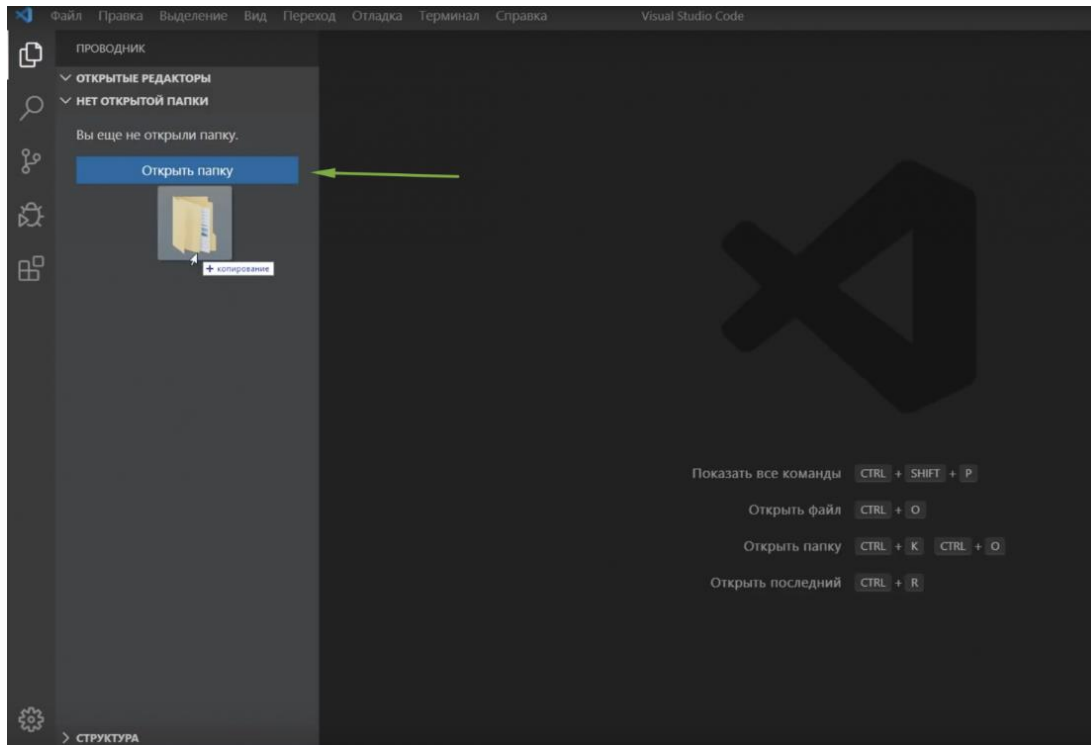 Файл Правка Выделение Вид Переход Отладка Терминал Справка Visual Studio Code
ПРОВОДНИК
ОТКРЫТЫЕ РЕДАКТОРЫ
НЕТ ОТКРЫТОЙ ПАПКИ
Вы еще не открыли папку.
Открыть папку
+ копирование
Показать все команды CTRL + SHIFT + P
Открыть файл CTRL + O
Открыть папку CTRL + K CTRL + O
Открыть последний CTRL + R
СТРУКТУРА